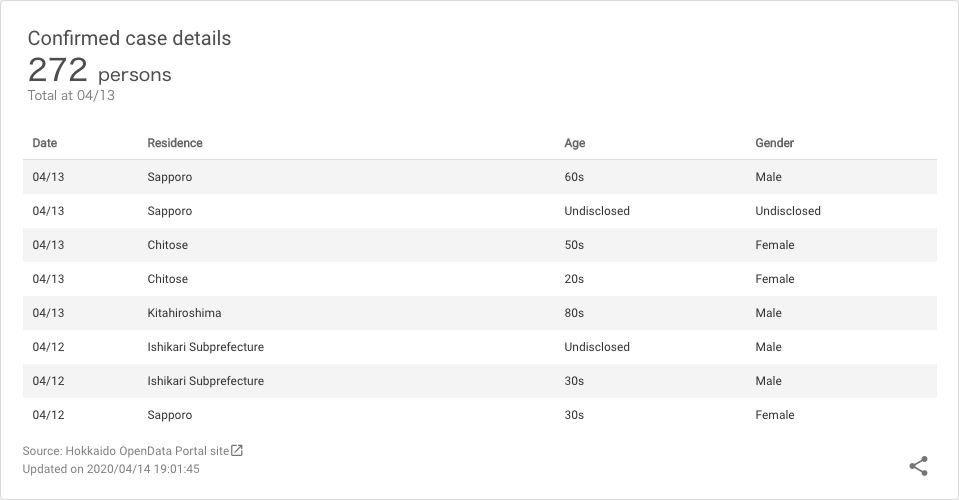 Confirmed case details
272 persons
Total at 04/13
Date Residence Age Gender
04/13 Sapporo 60s Male
04/13 Sapporo Undisclosed Undisclosed
04/13 Chitose 50s Female
04/13 Chitose 20s Female
04/13 Kitahiroshima 80s Male
04/12 Ishikari Subprefecture Undisclosed Male
04/12 Ishikari Subprefecture 30s Male
04/12 Sapporo 30s Female
Source: Hokkaido OpenData Portal site
Updated on 2020/04/14 19:01:45